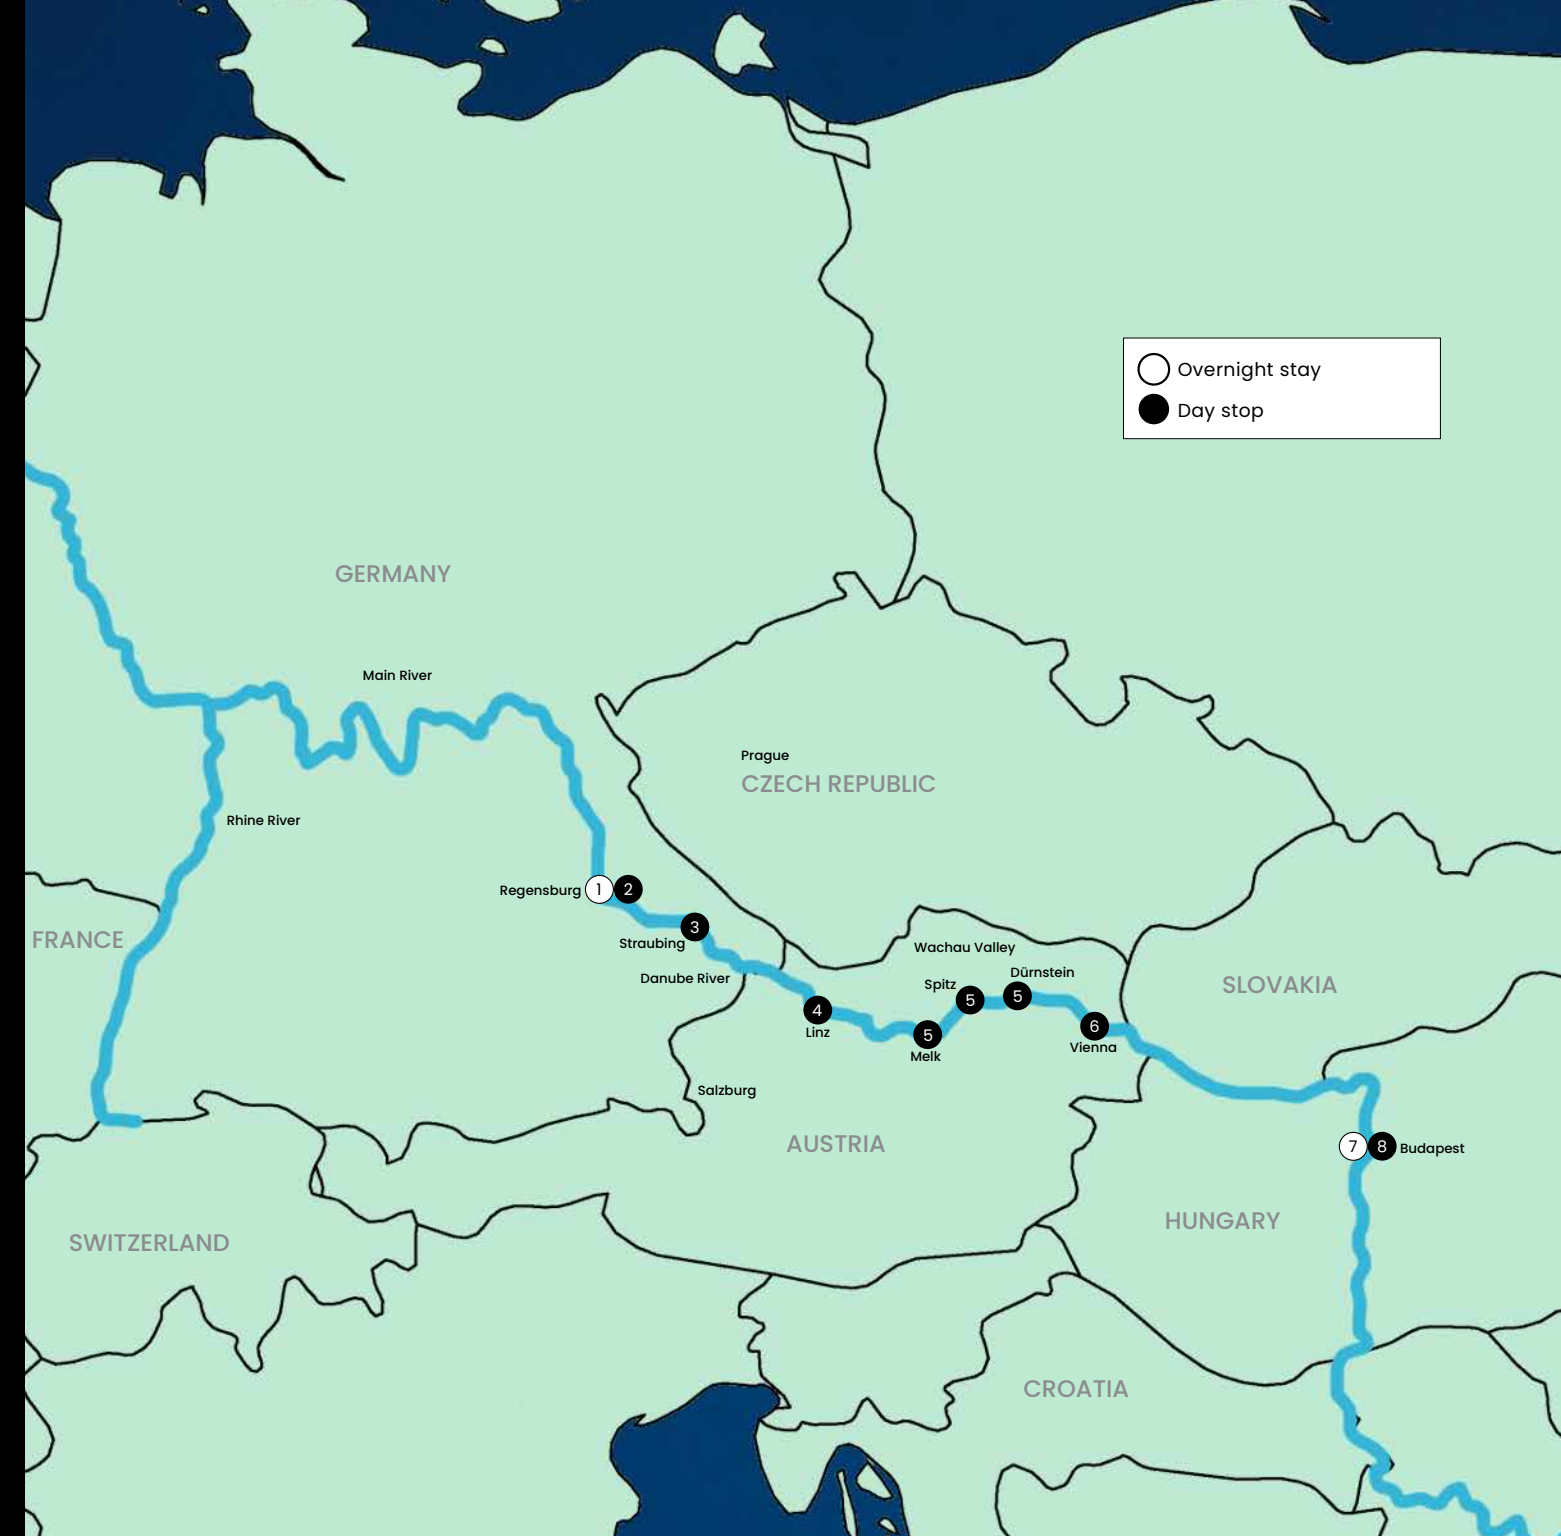 Overnight stay
Day stop
GERMANY
Main River
Prague
CZECH REPUBLIC
Rhine River
Regensburg 1 2
3
Straubing
FRANCE
Wachau Valley
Danube River
Spitz 5
Dürnstein
5
SLOVAKIA
4
Linz
5
Melk
6
Vienna
Salzburg
AUSTRIA
7 8 Budapest
HUNGARY
SWITZERLAND
CROATIA